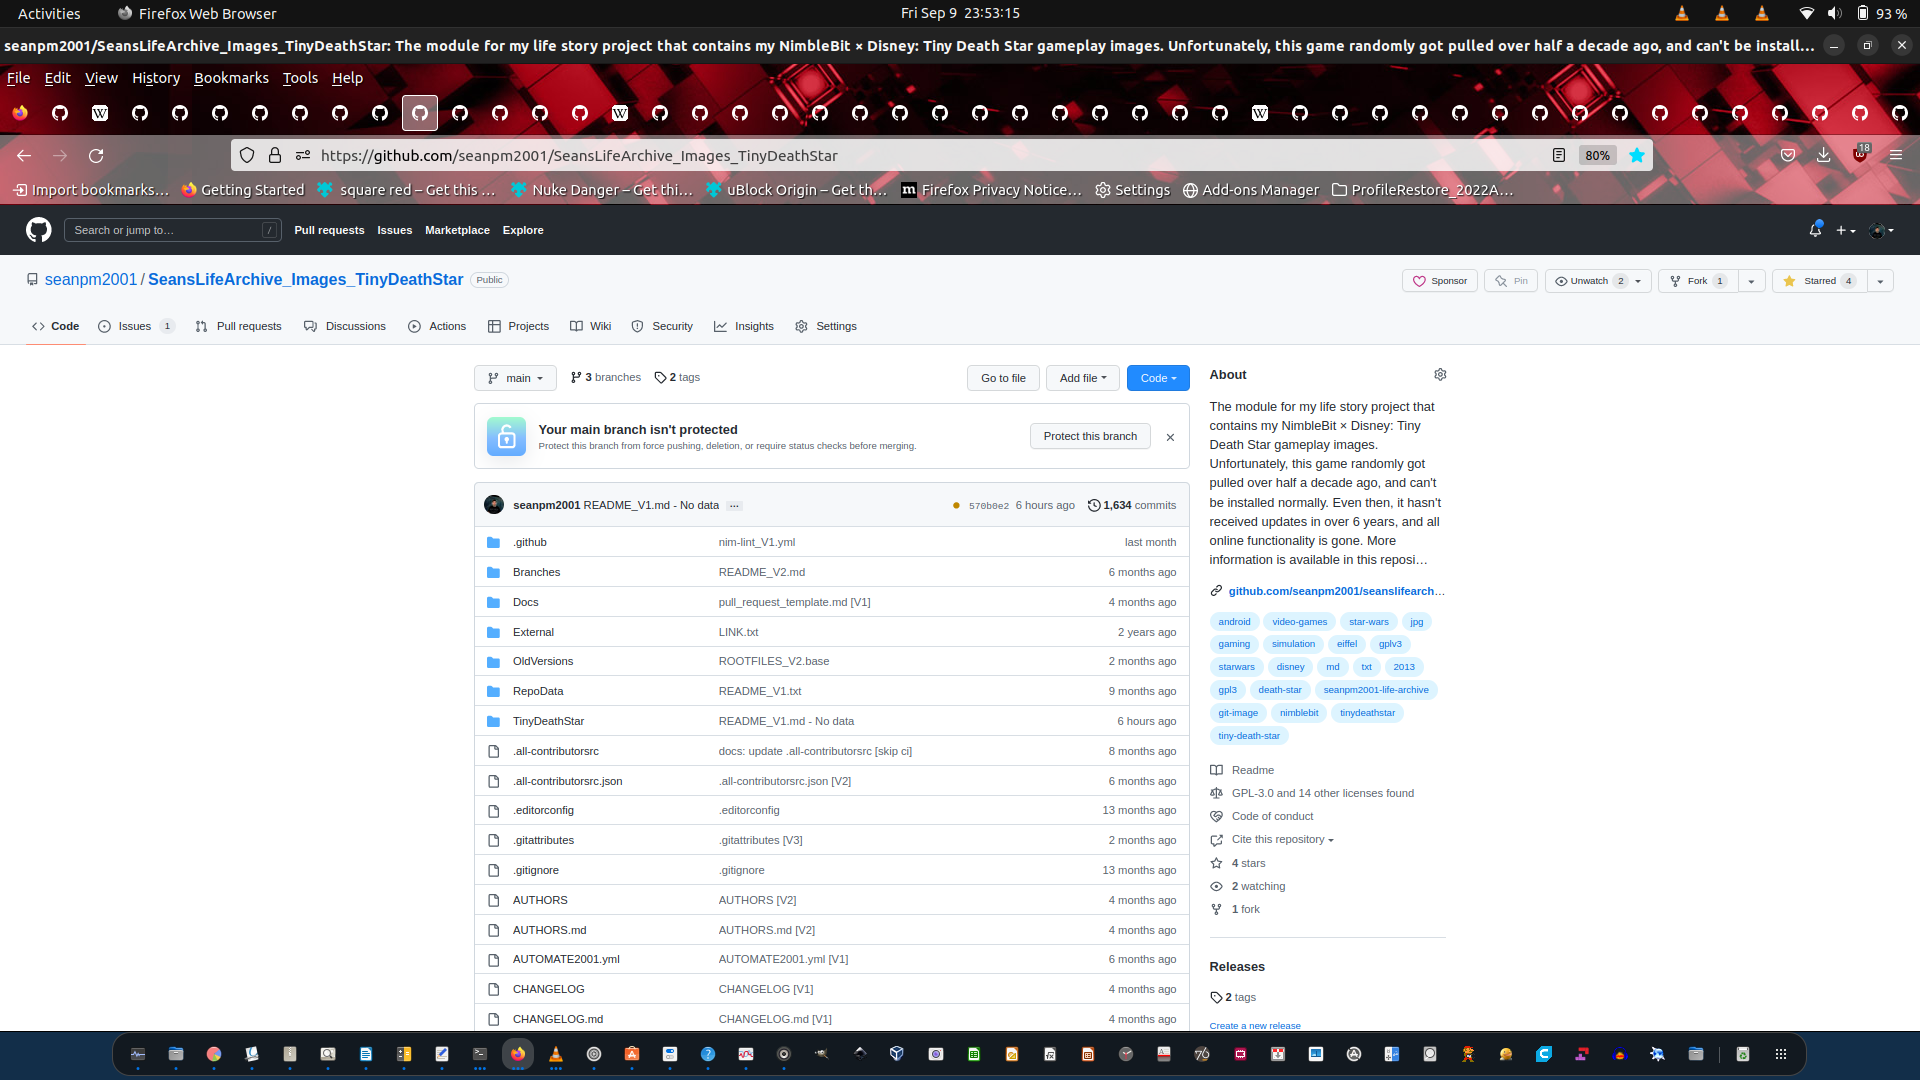 Activities
Firefox Web Browser
Fri Sep 9 23:53:15
93 %
seanpm2001/SeansLifeArchive_Images_TinyDeathStar: The module for my life story project that contains my NimbleBit × Disney: Tiny Death Star gameplay images. Unfortunately, this game randomly got pulled over half a decade ago, and can't be install…
File Edit View History Bookmarks Tools Help
https://github.com/seanpm2001/SeansLifeArchive_Images_TinyDeathStar
80%
18
Import bookmarks… Getting Started square red – Get this … Nuke Danger – Get thi… uBlock Origin – Get th… Firefox Privacy Notice… Settings Add-ons Manager ProfileRestore_2022A…
Search or jump to… /
Pull requests Issues Marketplace Explore
seanpm2001 / SeansLifeArchive_Images_TinyDeathStar Public
Sponsor Pin Unwatch 2 Fork 1 Starred 4
Code Issues 1 Pull requests Discussions Actions Projects Wiki Security Insights Settings
main 3 branches 2 tags Go to file Add file Code
Your main branch isn't protected
Protect this branch from force pushing, deletion, or require status checks before merging.
Protect this branch
seanpm2001 README_V1.md - No data … 570b0e2 6 hours ago 1,634 commits
.github nim-lint_V1.yml last month
Branches README_V2.md 6 months ago
Docs pull_request_template.md [V1] 4 months ago
External LINK.txt 2 years ago
OldVersions ROOTFILES_V2.base 2 months ago
RepoData README_V1.txt 9 months ago
TinyDeathStar README_V1.md - No data 6 hours ago
.all-contributorsrc docs: update .all-contributorsrc [skip ci] 8 months ago
.all-contributorsrc.json .all-contributorsrc.json [V2] 6 months ago
.editorconfig .editorconfig 13 months ago
.gitattributes .gitattributes [V3] 2 months ago
.gitignore .gitignore 13 months ago
AUTHORS AUTHORS [V2] 4 months ago
AUTHORS.md AUTHORS.md [V2] 4 months ago
AUTOMATE2001.yml AUTOMATE2001.yml [V1] 6 months ago
CHANGELOG CHANGELOG [V1] 4 months ago
CHANGELOG.md CHANGELOG.md [V1] 4 months ago
About
The module for my life story project that
contains my NimbleBit × Disney: Tiny
Death Star gameplay images.
Unfortunately, this game randomly got
pulled over half a decade ago, and can't
be installed normally. Even then, it hasn't
received updates in over 6 years, and all
online functionality is gone. More
information is available in this reposi…
github.com/seanpm2001/seanslifearch…
android video-games star-wars jpg
gaming simulation eiffel gplv3
starwars disney md txt 2013
gpl3 death-star seanpm2001-life-archive
git-image nimblebit tinydeathstar
tiny-death-star
Readme
GPL-3.0 and 14 other licenses found
Code of conduct
Cite this repository
4 stars
2 watching
1 fork
Releases
2 tags
Create a new release